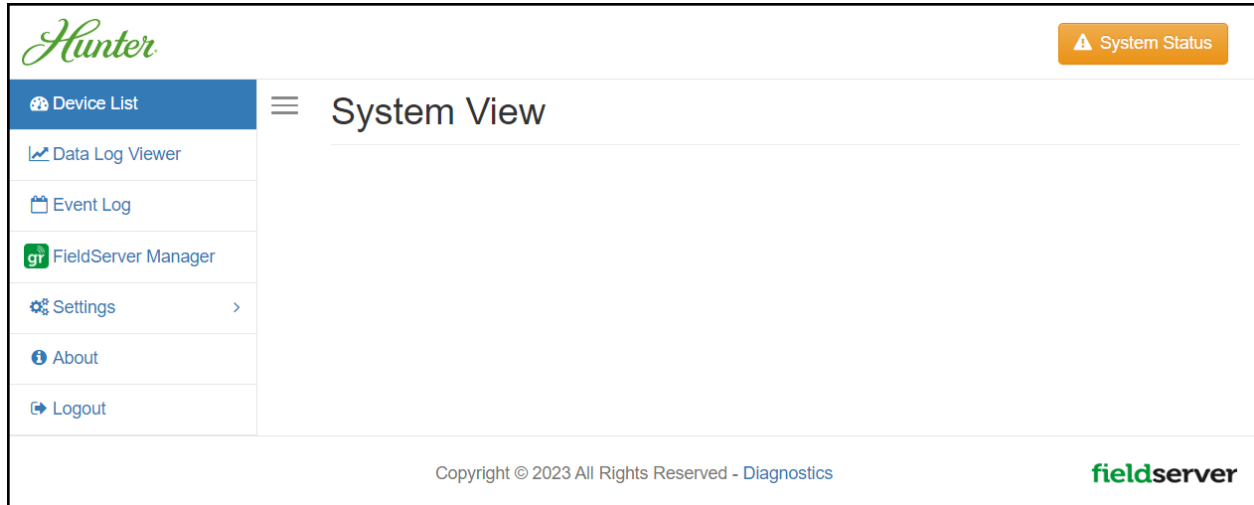 Hunter
System Status
Device List
System View
Data Log Viewer
Event Log
gr FieldServer Manager
Settings
About
Logout
Copyright © 2023 All Rights Reserved - Diagnostics
fieldserver